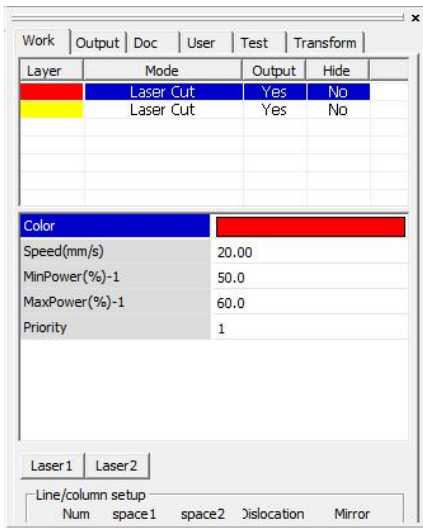 Work Output Doc User Test Transform
Layer Mode Output Hide
Laser Cut Yes No
Laser Cut Yes No
Color
Speed(mm/s) 20.00
MinPower(%)-1 50.0
MaxPower(%)-1 60.0
Priority 1
Laser1 Laser2
Line/column setup
Num space1 space2 Dislocation Mirror